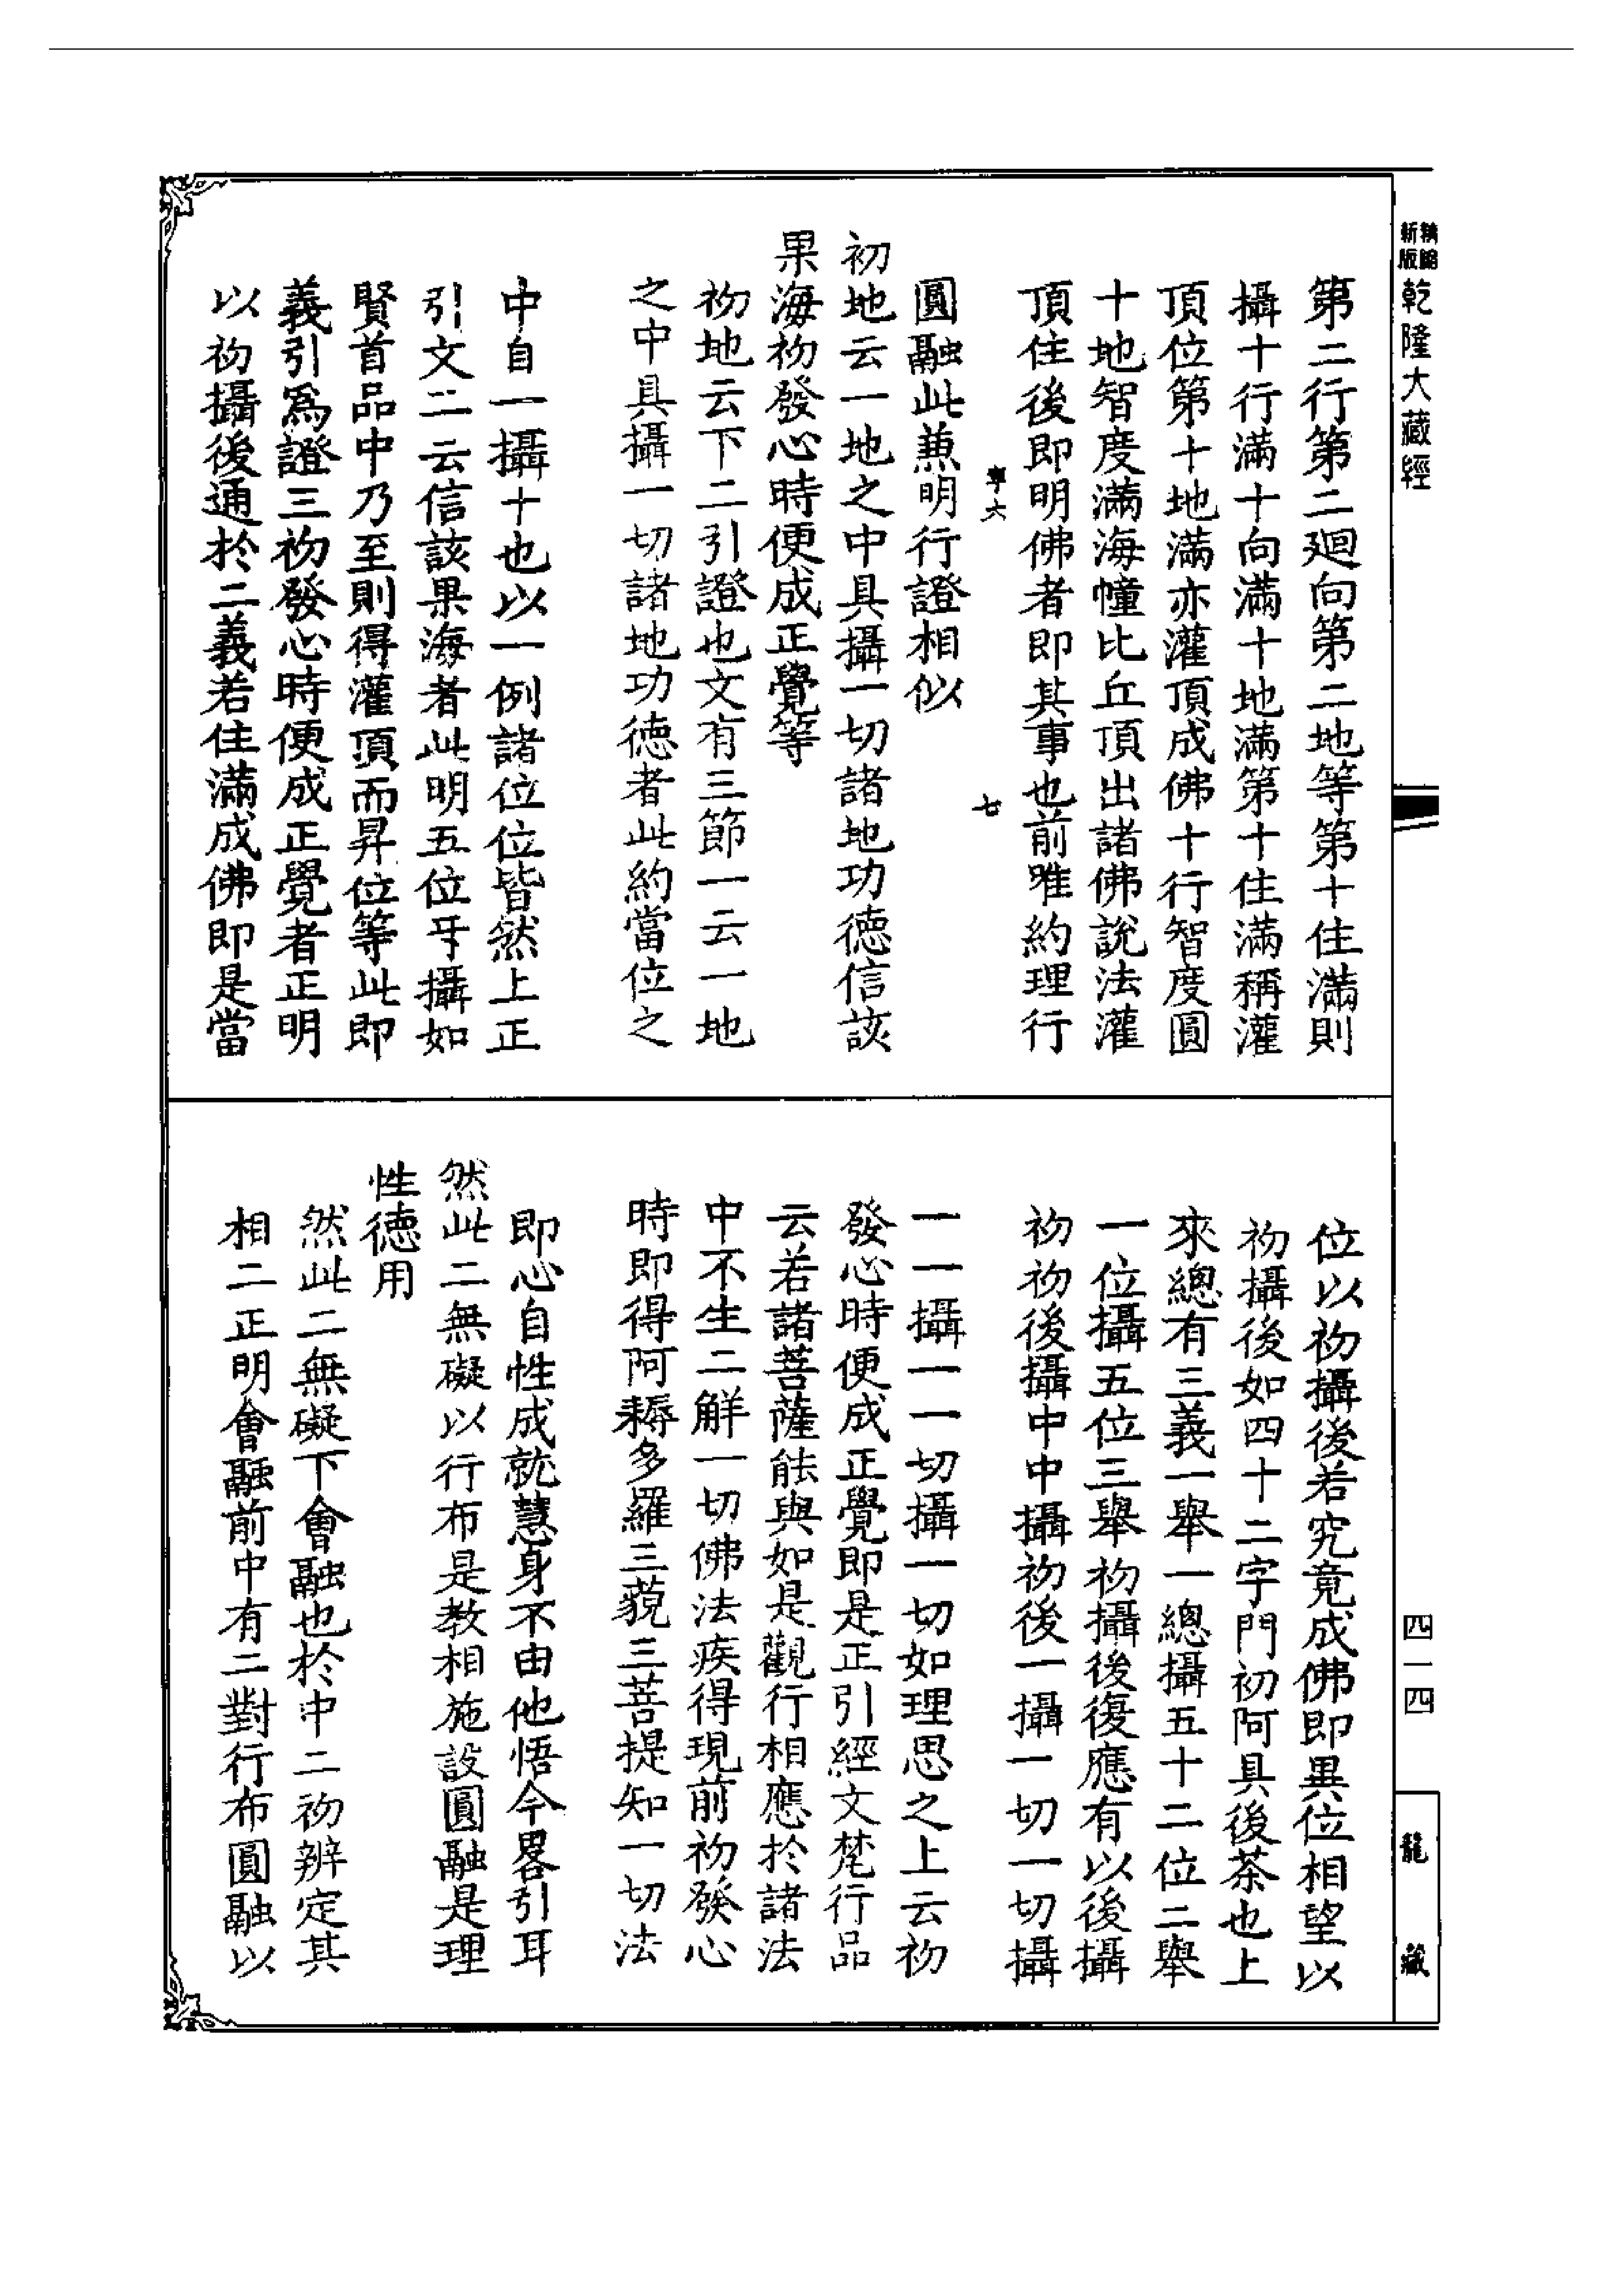 精縮
新版
乾隆大藏經
第二行第二廻向第二地等第十住滿則
攝十行滿十向滿十地滿第十住滿稱灌
頂位第十地滿亦灌頂成佛十行智度圓
十地智度滿海幢比丘頂出諸佛說法灌
頂住後即明佛者即其事也前唯約理行
寧六
七
圓融此兼明行證相似
初地云一地之中具攝一切諸地功德信該
果海初發心時便成正覺等
初地云下二引證也文有三節一云一地
之中具攝一切諸地功德者此約當位之
中自一攝十也以一例諸位位皆然上正
引文二云信該果海者此明五位㸦攝如
賢首品中乃至則得灌頂而昇位等此即
義引爲證三初發心時便成正覺者正明
以初攝後通於二義若住滿成佛即是當
位以初攝後若究竟成佛即異位相望以
初攝後如四十二字門初阿具後茶也上
來總有三義一舉一總攝五十二位二舉
一位攝五位三舉初攝後復應有以後攝
初初後攝中中攝初後一攝一切一切攝
一一攝一一切攝一切如理思之上云初
發心時便成正覺即是正引經文梵行品
云若諸菩薩能與如是觀行相應於諸法
中不生二解一切佛法疾得現前初發心
時即得阿耨多羅三藐三菩提知一切法
即心自性成就慧身不由他悟今畧引耳
然此二無礙以行布是教相施設圓融是理
性德用
然此二無礙下會融也於中二初辨定其
相二正明會融前中有二對行布圓融以
四一四
龍藏